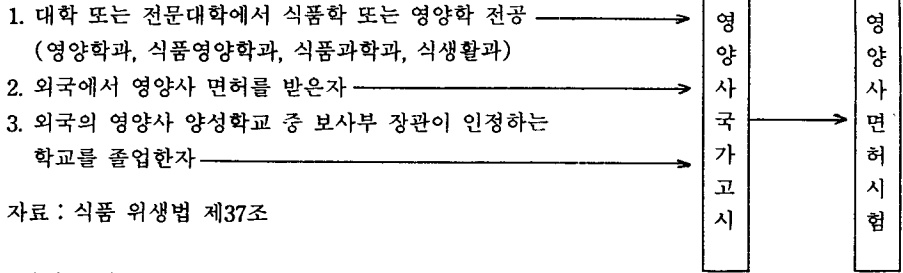 1. 대학 또는 전문대학에서 식품학 또는 영양학 전공
(영양학과, 식품영양학과, 식품과학과, 식생활과)
2. 외국에서 영양사 면허를 받은자
3. 외국의 영양사 양성학교 중 보사부 장관이 인정하는
학교를 졸업한자
자료 : 식품 위생법 제37조
영양사국가고시
영양사면허시험